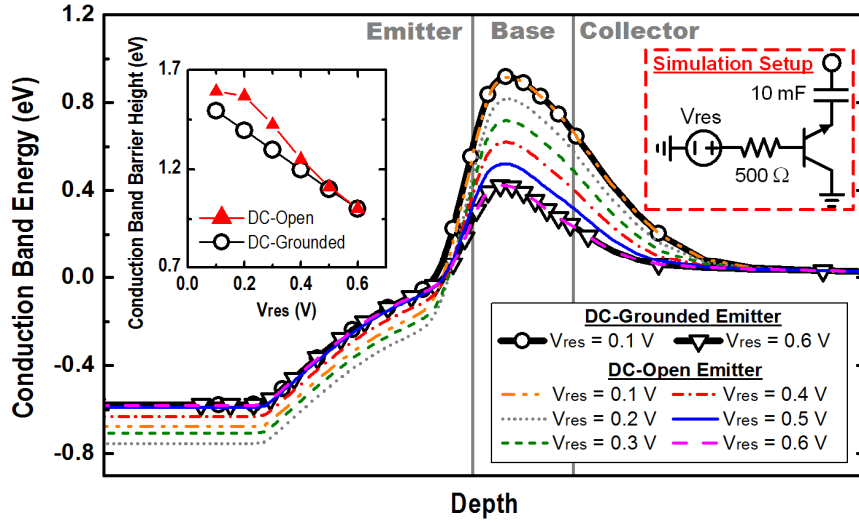 Emitter
Base
Collector
Conduction Band Energy (eV)
1.2
0.8
0.4
0.0
-0.4
-0.8
Depth
Conduction Band Barrier Height (eV)
1.7
1.2
0.7
0.0
0.2
0.4
0.6
Vres (V)
DC-Open
DC-Grounded
Simulation Setup
10 mF
Vres
500 Ω
DC-Grounded Emitter
Vres = 0.1 V
Vres = 0.6 V
DC-Open Emitter
Vres = 0.1 V
Vres = 0.4 V
Vres = 0.2 V
Vres = 0.5 V
Vres = 0.3 V
Vres = 0.6 V